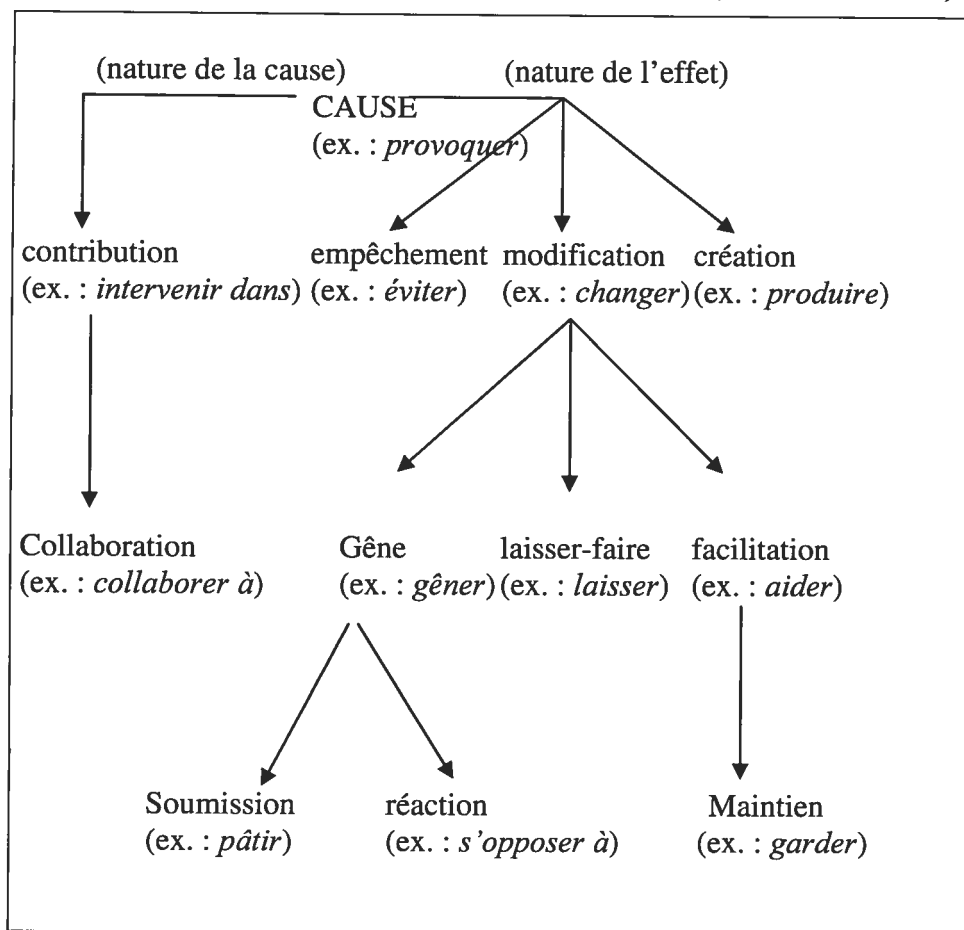 (nature de la cause) (nature de l'effet)
CAUSE
(ex. : provoquer)
contribution empêchement modification création
(ex. : intervenir dans) (ex. : éviter) (ex. : changer) (ex. : produire)
Collaboration Gêne laisser-faire facilitation
(ex. : collaborer à) (ex. : gêner) (ex. : laisser) (ex. : aider)
Soumission réaction Maintien
(ex. : pâtir) (ex. : s'opposer à) (ex. : garder)